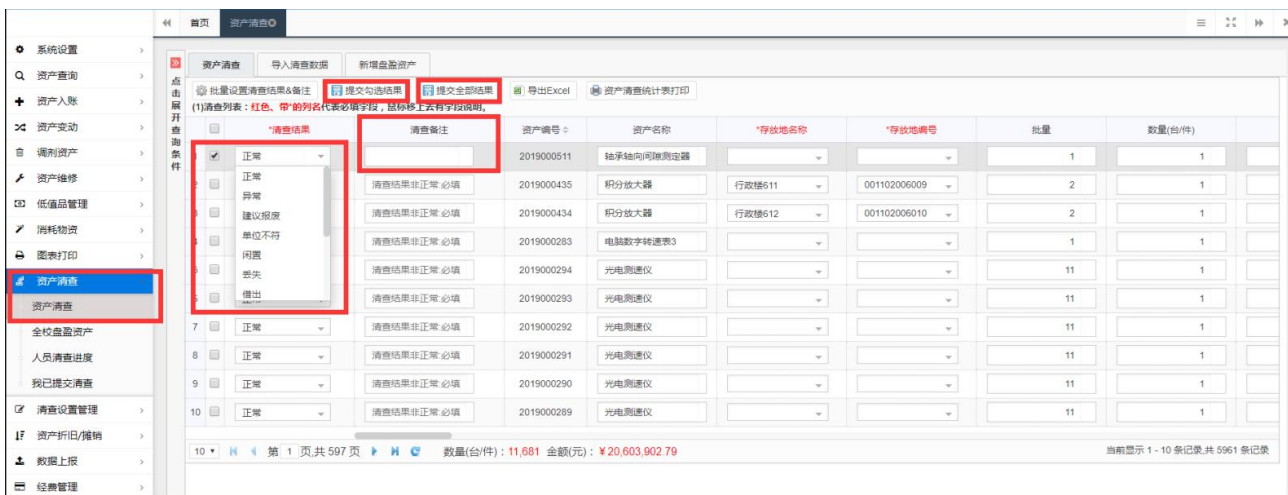 首页 资产清查
系统设置
资产查询
资产入账
资产变动
调剂资产
资产维修
低值品管理
消耗物资
图表打印
资产清查
资产清查
全校盘盈资产
人员清查进度
我已提交清查
清查设置管理
资产折旧/摊销
数据上报
经费管理
点击展开查询条件
资产清查 导入清查数据 新增盘盈资产
批量设置清查结果&备注 提交勾选结果 提交全部结果 导出Excel 资产清查统计表打印
(1)清查列表：红色、带*的列名代表必填字段，鼠标移上去有字段说明。
*清查结果 清查备注 资产编号 资产名称 *存放地名称 *存放地编号 批量 数量(台/件)
正常 2019000511 轴承轴向间隙测定器 1 1
正常
异常
建议报废
单位不符
闲置
丢失
借出
清查结果非正常必填 2019000435 积分放大器 行政楼611 001102006009 2 1
清查结果非正常必填 2019000434 积分放大器 行政楼612 001102006010 2 1
清查结果非正常必填 2019000283 电脑数字转速表3 1 1
清查结果非正常必填 2019000294 光电测速仪 11 1
清查结果非正常必填 2019000293 光电测速仪 11 1
7 正常 清查结果非正常必填 2019000292 光电测速仪 11 1
8 正常 清查结果非正常必填 2019000291 光电测速仪 11 1
9 正常 清查结果非正常必填 2019000290 光电测速仪 11 1
10 正常 清查结果非正常必填 2019000289 光电测速仪 11 1
10 第 1 页,共 597 页 数量(台/件)：11,681 金额(元)：¥20,603,902.79 当前显示 1 - 10 条记录,共 5961 条记录